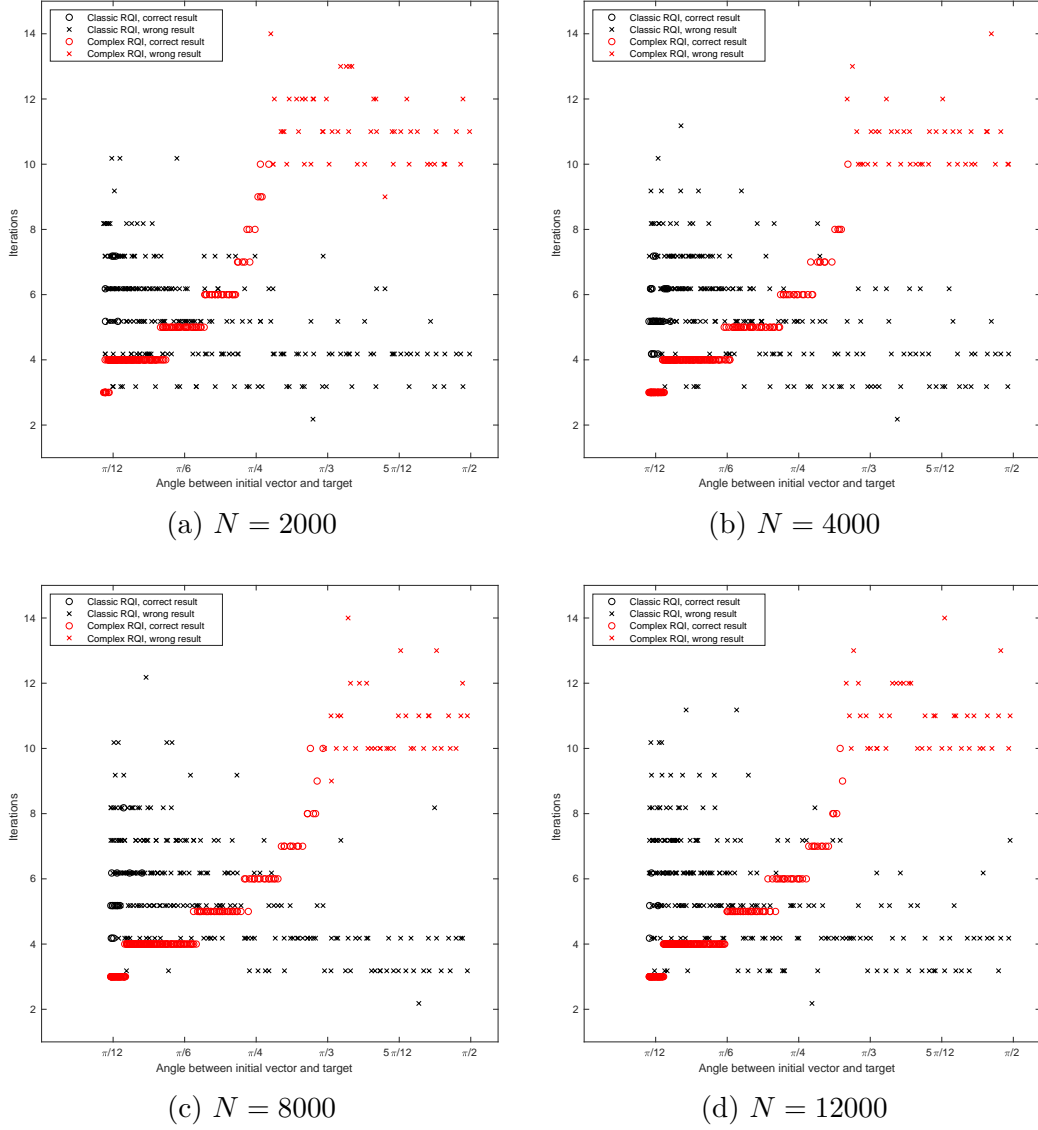 Classic RQI, correct result
Classic RQI, wrong result
Complex RQI, correct result
Complex RQI, wrong result
Iterations
14
12
10
8
6
4
2
π/12 π/6 π/4 π/3 5π/12 π/2
Angle between initial vector and target
(a) N = 2000
Classic RQI, correct result
Classic RQI, wrong result
Complex RQI, correct result
Complex RQI, wrong result
Iterations
14
12
10
8
6
4
2
π/12 π/6 π/4 π/3 5π/12 π/2
Angle between initial vector and target
(b) N = 4000
Classic RQI, correct result
Classic RQI, wrong result
Complex RQI, correct result
Complex RQI, wrong result
Iterations
14
12
10
8
6
4
2
π/12 π/6 π/4 π/3 5π/12 π/2
Angle between initial vector and target
(c) N = 8000
Classic RQI, correct result
Classic RQI, wrong result
Complex RQI, correct result
Complex RQI, wrong result
Iterations
14
12
10
8
6
4
2
π/12 π/6 π/4 π/3 5π/12 π/2
Angle between initial vector and target
(d) N = 12000